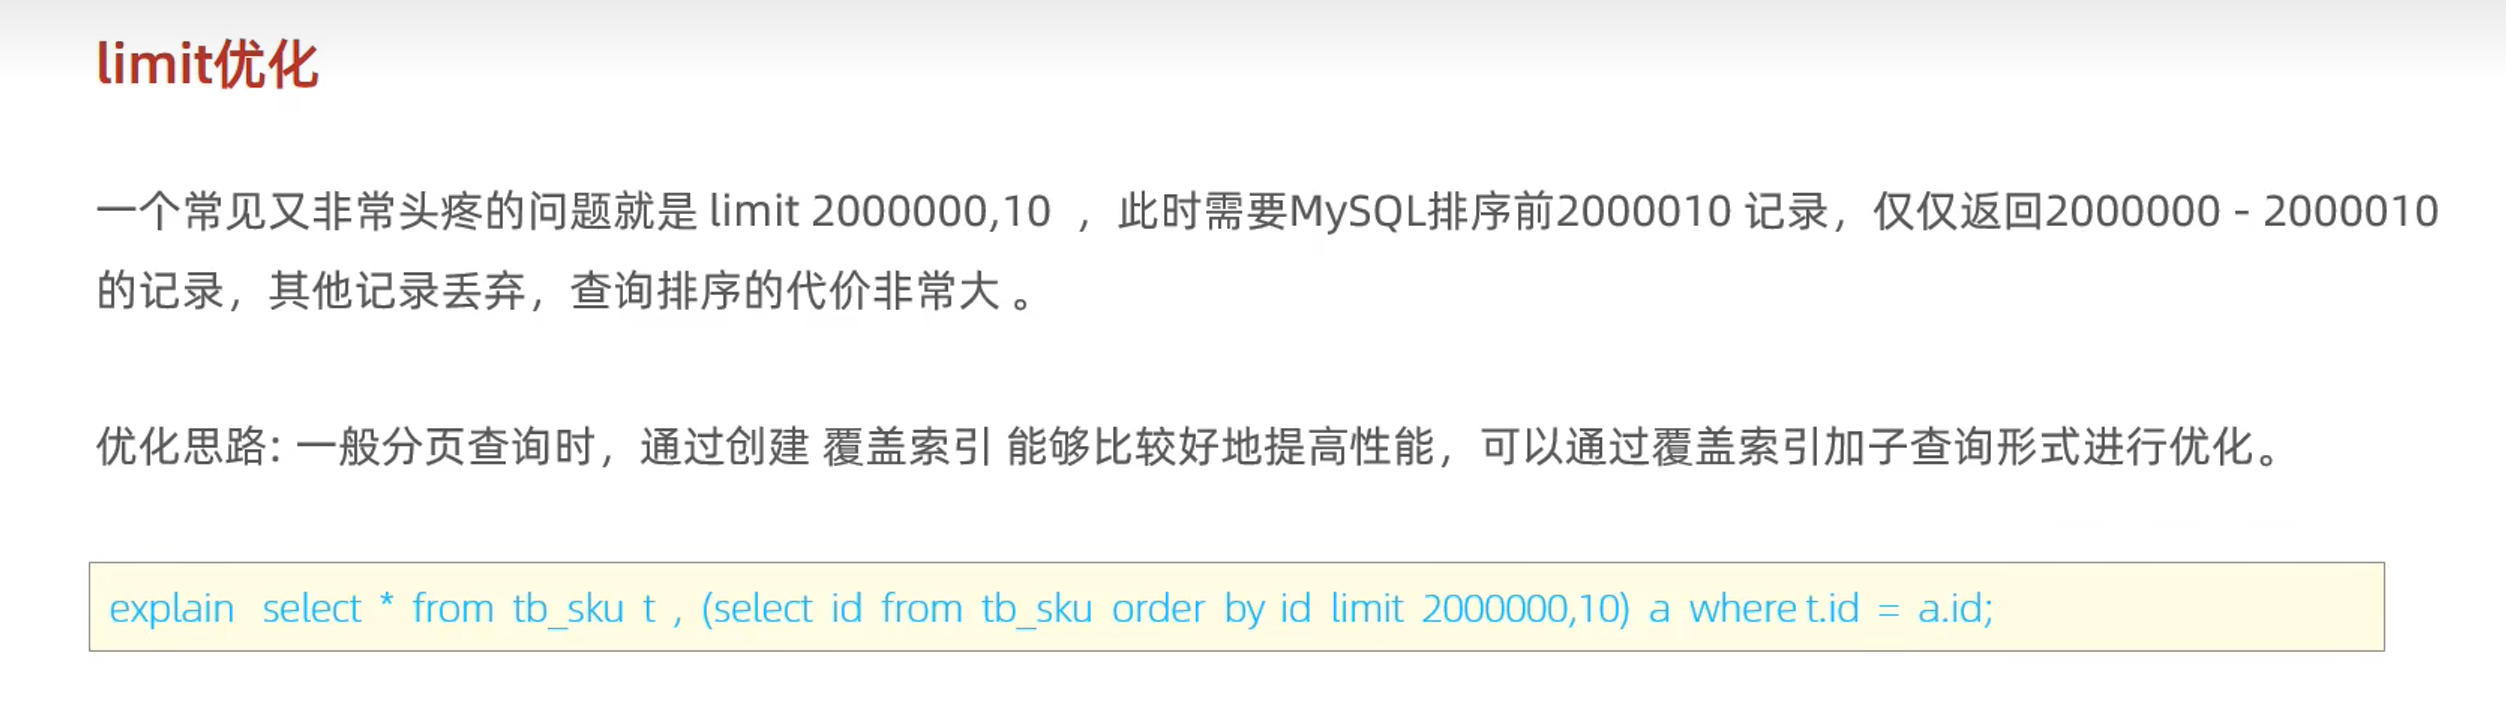 limit优化
一个常见又非常头疼的问题就是 limit 2000000,10 ，此时需要MySQL排序前2000010 记录，仅仅返回2000000 - 2000010
的记录，其他记录丢弃，查询排序的代价非常大 。
优化思路: 一般分页查询时，通过创建 覆盖索引 能够比较好地提高性能，可以通过覆盖索引加子查询形式进行优化。
explain select * from tb_sku t , (select id from tb_sku order by id limit 2000000,10) a where t.id = a.id;